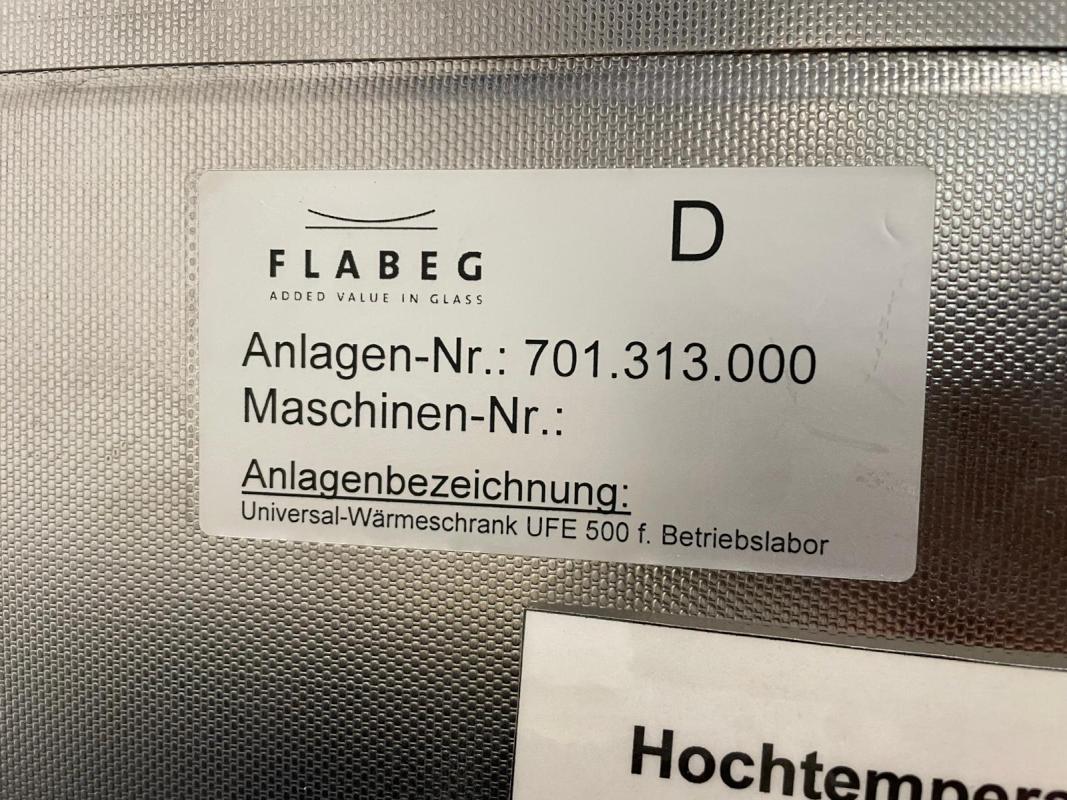 D
FLABEG
ADDED VALUE IN GLASS
Anlagen-Nr.: 701.313.000
Maschinen-Nr.:
Anlagenbezeichnung:
Universal-Wärmeschrank UFE 500 f. Betriebslabor